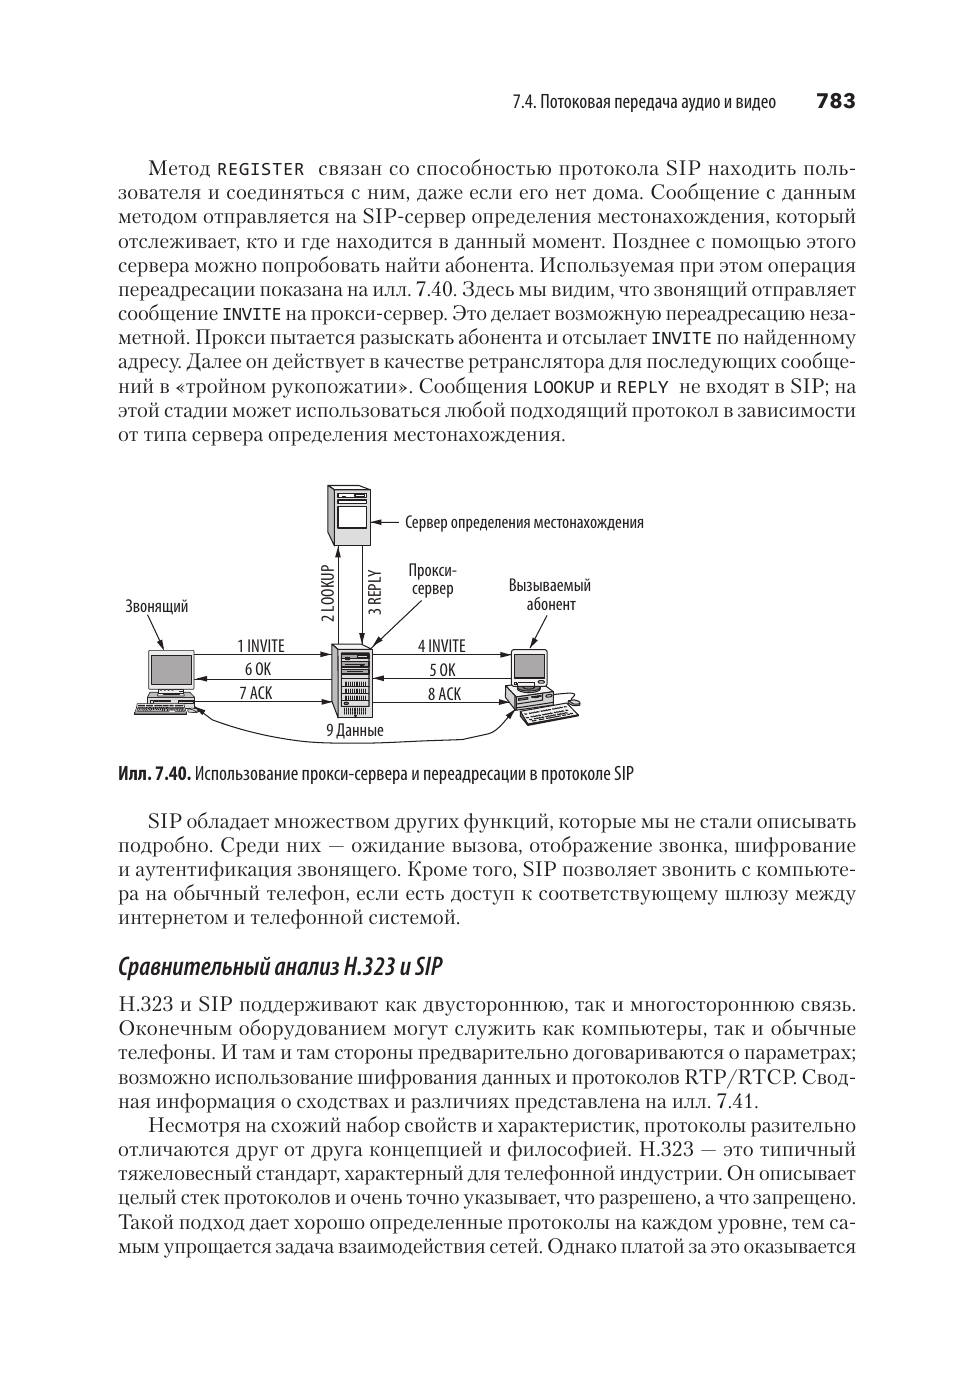 7.4. Потоковая передача аудио и видео 783
Метод REGISTER связан со способностью протокола SIP находить поль-
зователя и соединяться с ним, даже если его нет дома. Сообщение с данным
методом отправляется на SIP-сервер определения местонахождения, который
отслеживает, кто и где находится в данный момент. Позднее с помощью этого
сервера можно попробовать найти абонента. Используемая при этом операция
переадресации показана на илл. 7.40. Здесь мы видим, что звонящий отправляет
сообщение INVITE на прокси-сервер. Это делает возможную переадресацию неза-
метной. Прокси пытается разыскать абонента и отсылает INVITE по найденному
адресу. Далее он действует в качестве ретранслятора для последующих сообще-
ний в «тройном рукопожатии». Сообщения LOOKUP и REPLY не входят в SIP; на
этой стадии может использоваться любой подходящий протокол в зависимости
от типа сервера определения местонахождения.
Сервер определения местонахождения
2 LOOKUP
3 REPLY
Прокси-
сервер
Вызываемый
абонент
Звонящий
1 INVITE
4 INVITE
6 OK
5 OK
7 ACK
8 ACK
9 Данные
Илл. 7.40. Использование прокси-сервера и переадресации в протоколе SIP
SIP обладает множеством других функций, которые мы не стали описывать
подробно. Среди них — ожидание вызова, отображение звонка, шифрование
и аутентификация звонящего. Кроме того, SIP позволяет звонить с компьюте-
ра на обычный телефон, если есть доступ к соответствующему шлюзу между
интернетом и телефонной системой.
Сравнительный анализ H.323 и SIP
H.323 и SIP поддерживают как двустороннюю, так и многостороннюю связь.
Оконечным оборудованием могут служить как компьютеры, так и обычные
телефоны. И там и там стороны предварительно договариваются о параметрах;
возможно использование шифрования данных и протоколов RTP/RTCP. Свод-
ная информация о сходствах и различиях представлена на илл. 7.41.
Несмотря на схожий набор свойств и характеристик, протоколы разительно
отличаются друг от друга концепцией и философией. H.323 — это типичный
тяжеловесный стандарт, характерный для телефонной индустрии. Он описывает
целый стек протоколов и очень точно указывает, что разрешено, а что запрещено.
Такой подход дает хорошо определенные протоколы на каждом уровне, тем са-
мым упрощается задача взаимодействия сетей. Однако платой за это оказывается